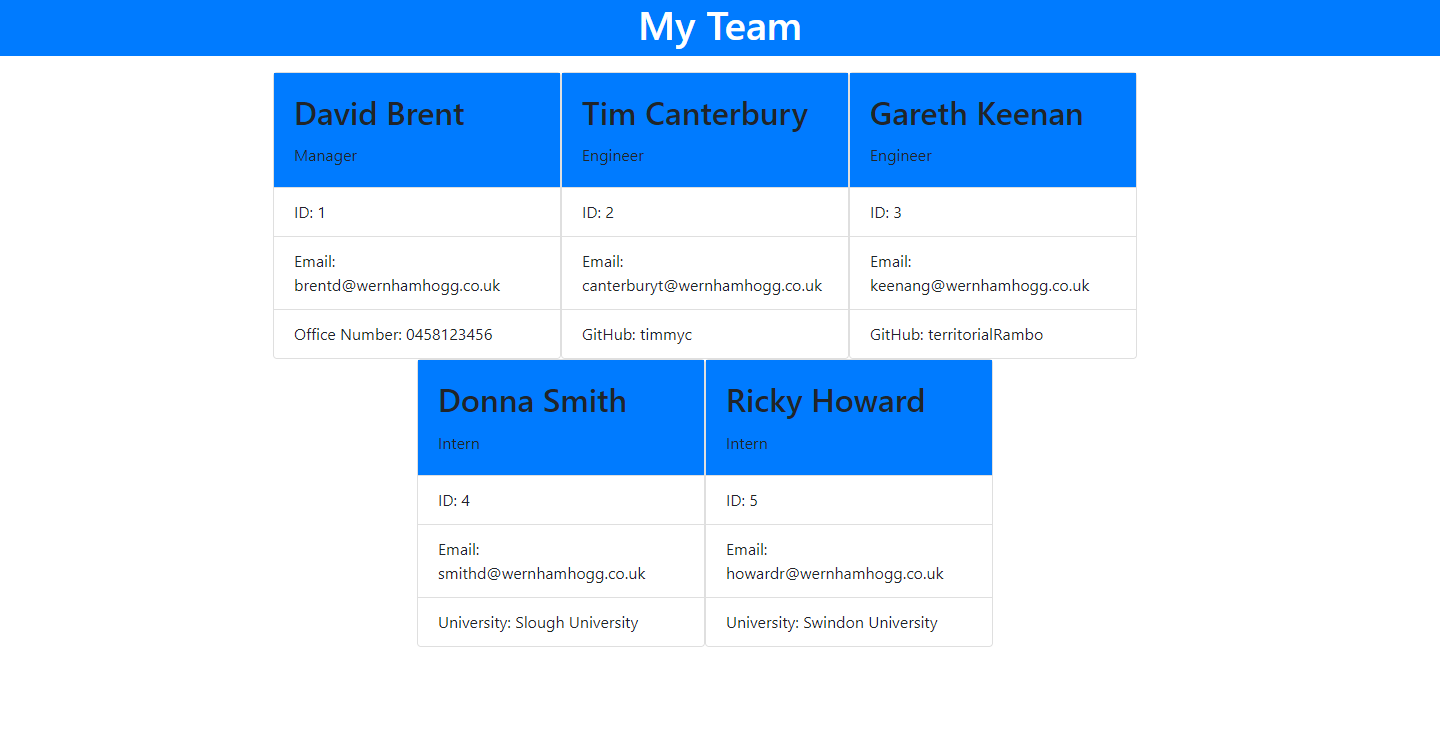 My Team
David Brent
Manager
ID: 1
Email:
brentd@wernhamhogg.co.uk
Office Number: 0458123456
Tim Canterbury
Engineer
ID: 2
Email:
canterburyt@wernhamhogg.co.uk
GitHub: timmyc
Gareth Keenan
Engineer
ID: 3
Email:
keenang@wernhamhogg.co.uk
GitHub: territorialRambo
Donna Smith
Intern
ID: 4
Email:
smithd@wernhamhogg.co.uk
University: Slough University
Ricky Howard
Intern
ID: 5
Email:
howardr@wernhamhogg.co.uk
University: Swindon University